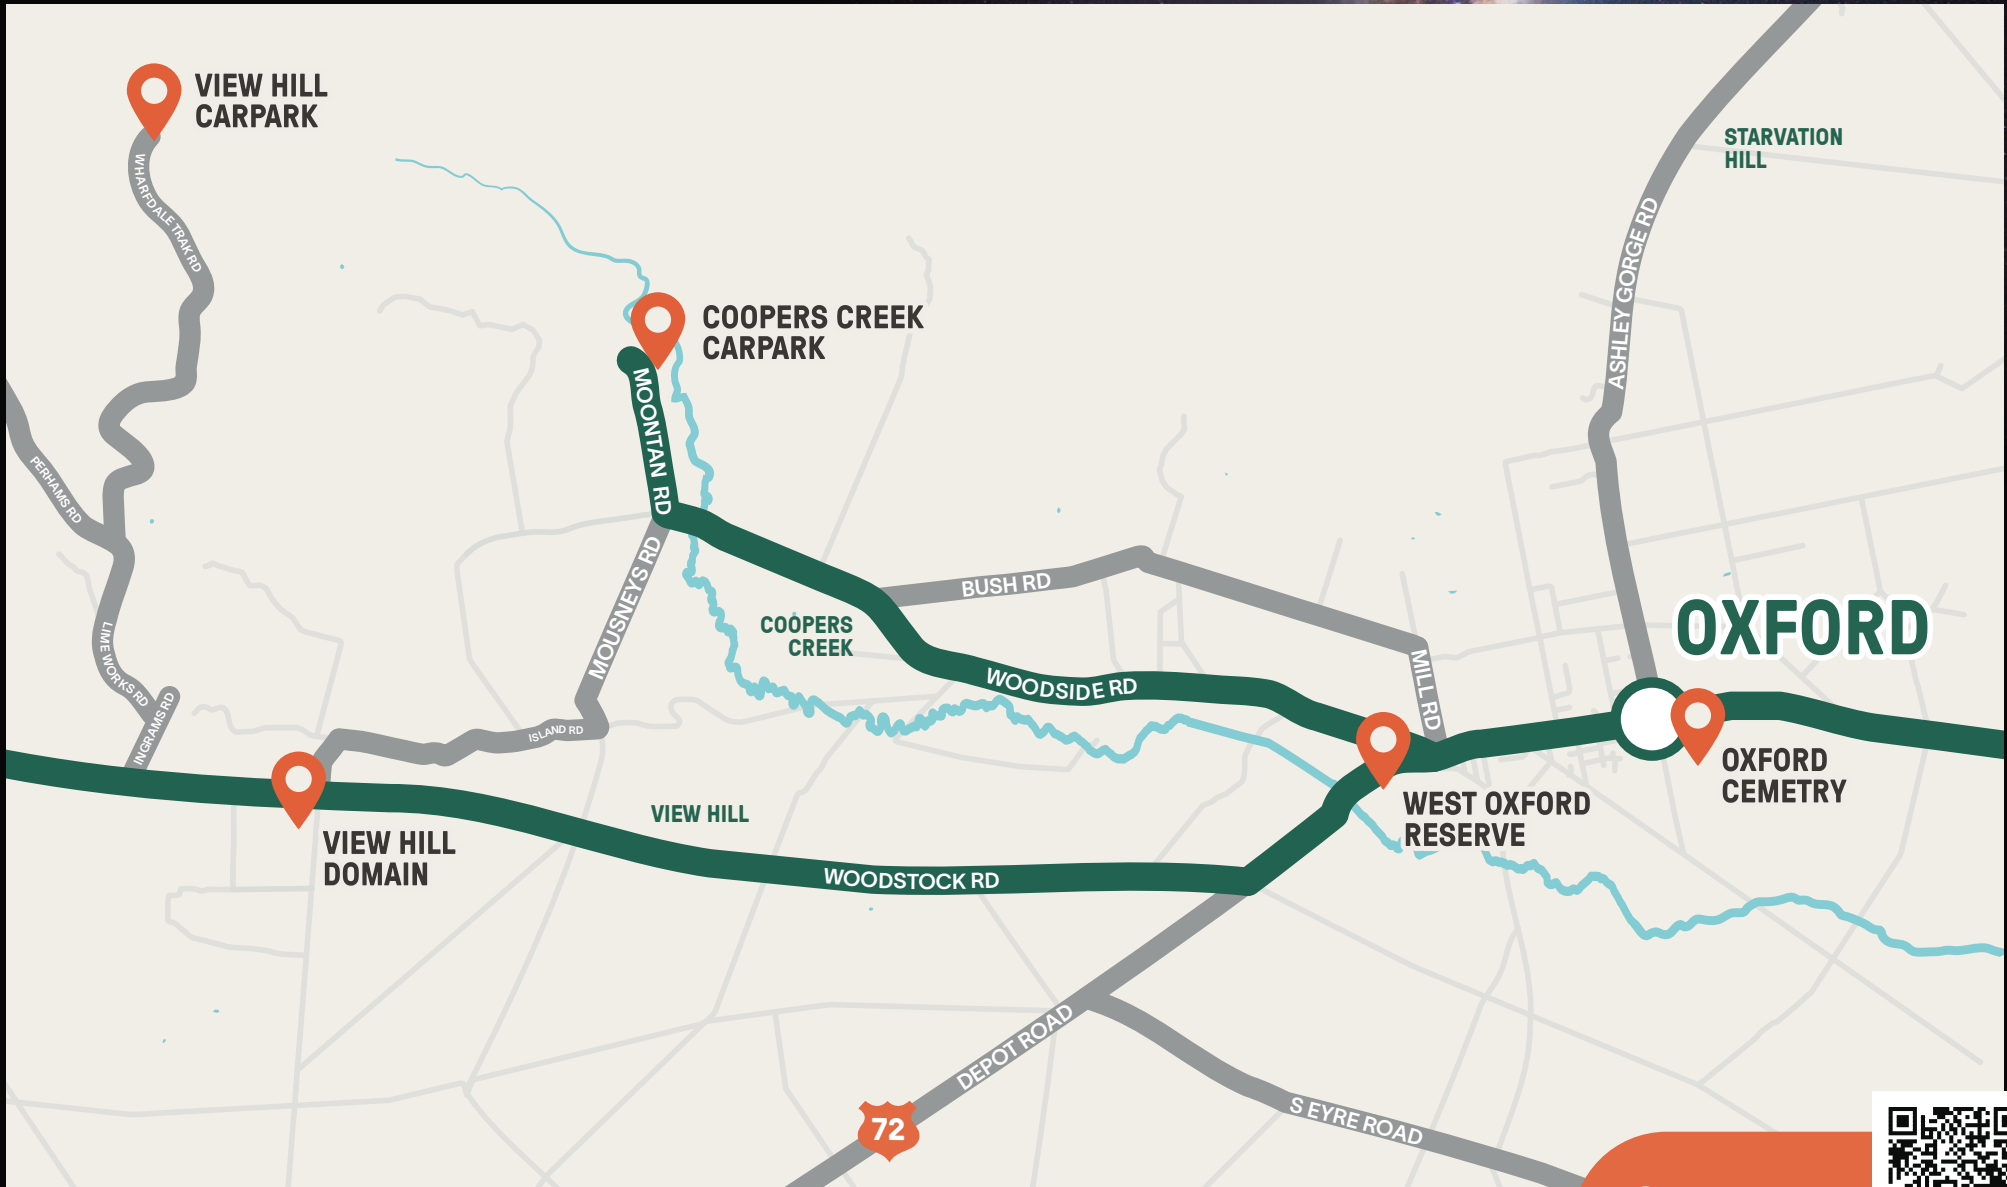 VIEW HILL
CARPARK
STARVATION
HILL
WHARFDALE TRAK RD
ASHLEY GORGE RD
COOPERS CREEK
CARPARK
MOONTAN RD
PERHAMS RD
MOUSNEYS RD
BUSH RD
COOPERS
CREEK
OXFORD
LIME WORKS RD
INGRAMS RD
ISLAND RD
WOODSIDE RD
MILL RD
OXFORD
CEMETRY
VIEW HILL
WEST OXFORD
RESERVE
VIEW HILL
DOMAIN
WOODSTOCK RD
DEPOT ROAD
72
S EYRE ROAD